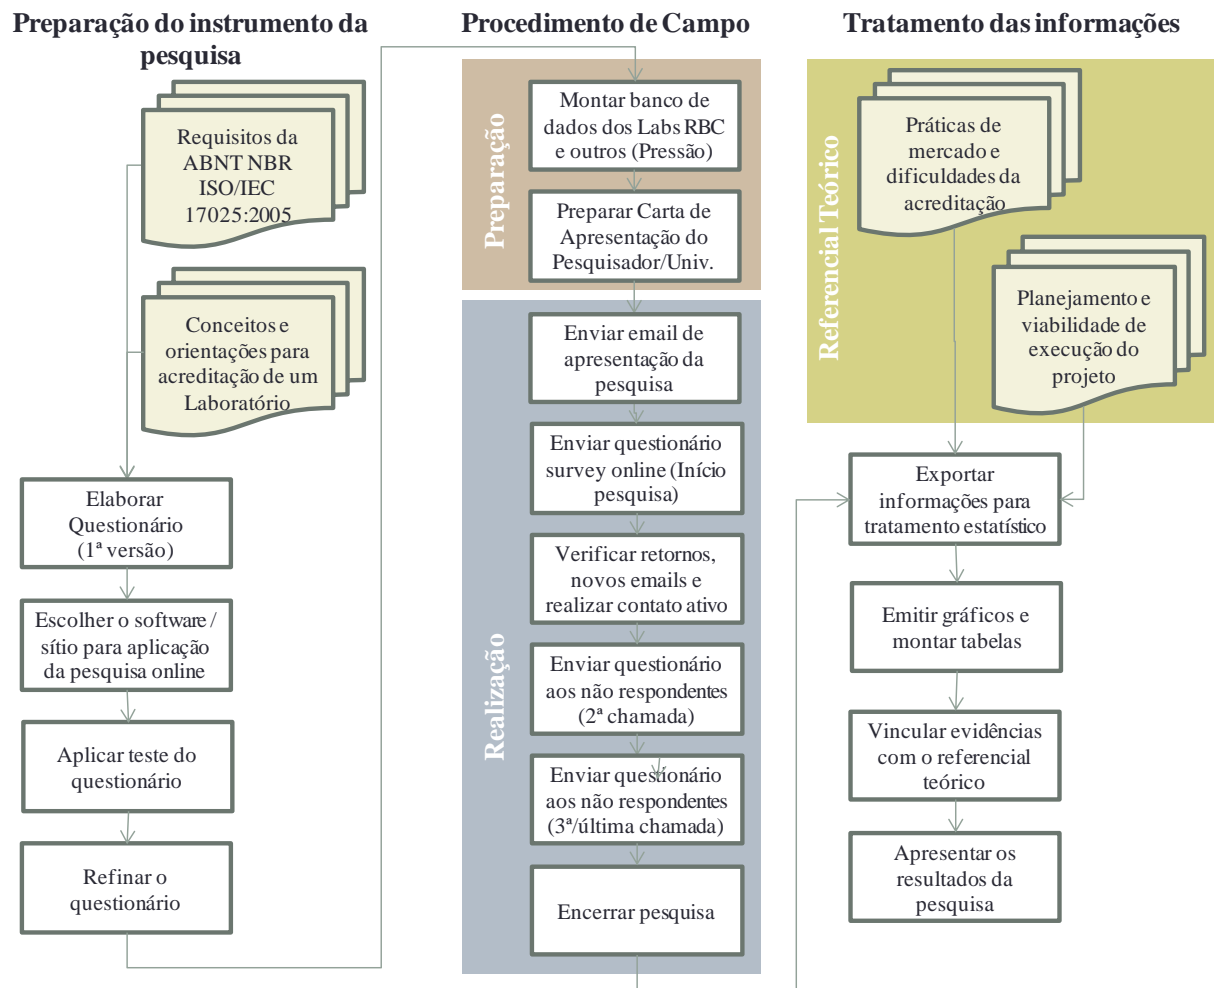 Preparação do instrumento da
pesquisa
Requisitos da
ABNT NBR
ISO/IEC
17025:2005
Conceitos e
orientações para
acreditação de um
Laboratório
Elaborar
Questionário
(1ª versão)
Escolher o software /
sítio para aplicação
da pesquisa online
Aplicar teste do
questionário
Refinar o
questionário
Procedimento de Campo
Preparação
Montar banco de
dados dos Labs RBC
e outros (Pressão)
Preparar Carta de
Apresentação do
Pesquisador/Univ.
Realização
Enviar email de
apresentação da
pesquisa
Enviar questionário
survey online (Início
pesquisa)
Verificar retornos,
novos emails e
realizar contato ativo
Enviar questionário
aos não respondentes
(2ª chamada)
Enviar questionário
aos não respondentes
(3ª/última chamada)
Encerrar pesquisa
Tratamento das informações
Referencial Teórico
Práticas de
mercado e
dificuldades da
acreditação
Planejamento e
viabilidade de
execução do
projeto
Exportar
informações para
tratamento estatístico
Emitir gráficos e
montar tabelas
Vincular evidências
com o referencial
teórico
Apresentar os
resultados da
pesquisa